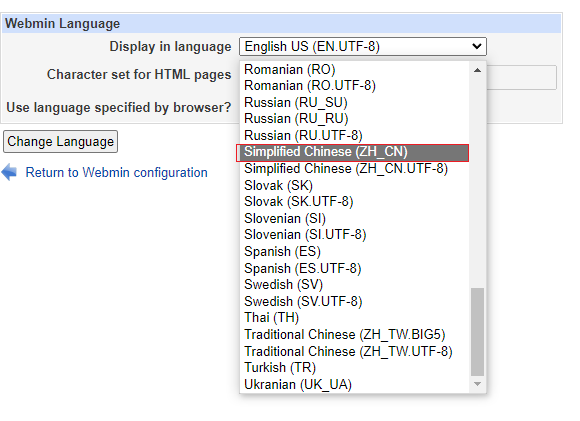 Webmin Language
Display in language English US (EN.UTF-8)
Character set for HTML pages
Use language specified by browser?
Change Language
Return to Webmin configuration
Romanian (RO)
Romanian (RO.UTF-8)
Russian (RU_SU)
Russian (RU_RU)
Russian (RU.UTF-8)
Simplified Chinese (ZH_CN)
Simplified Chinese (ZH_CN.UTF-8)
Slovak (SK)
Slovak (SK.UTF-8)
Slovenian (SI)
Slovenian (SI.UTF-8)
Spanish (ES)
Spanish (ES.UTF-8)
Swedish (SV)
Swedish (SV.UTF-8)
Thai (TH)
Traditional Chinese (ZH_TW.BIG5)
Traditional Chinese (ZH_TW.UTF-8)
Turkish (TR)
Ukranian (UK_UA)